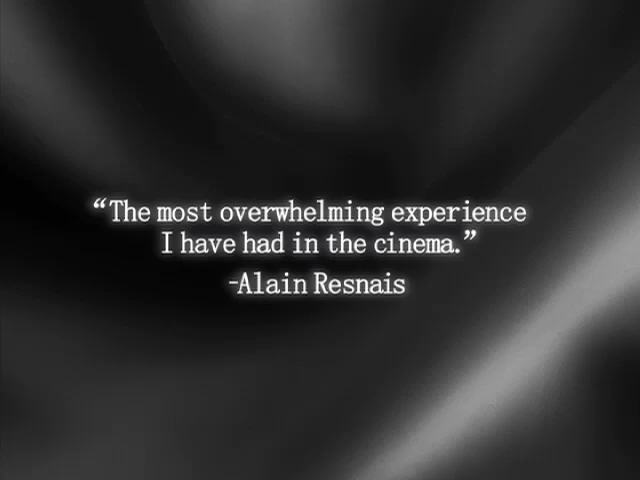 “The most overwhelming experience
I have had in the cinema.”
-Alain Resnais